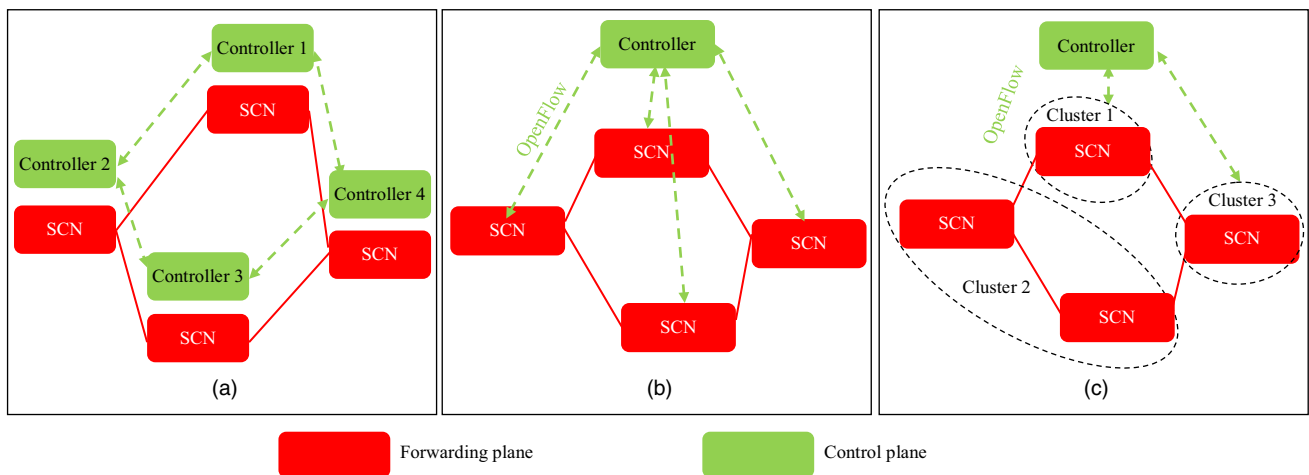 Controller 1
SCN
Controller 2
Controller 4
SCN
SCN
Controller 3
SCN
(a)
Controller
OpenFlow
SCN
SCN
SCN
SCN
(b)
Controller
OpenFlow
Cluster 1
SCN
Cluster 3
SCN
SCN
Cluster 2
SCN
(c)
Forwarding plane
Control plane